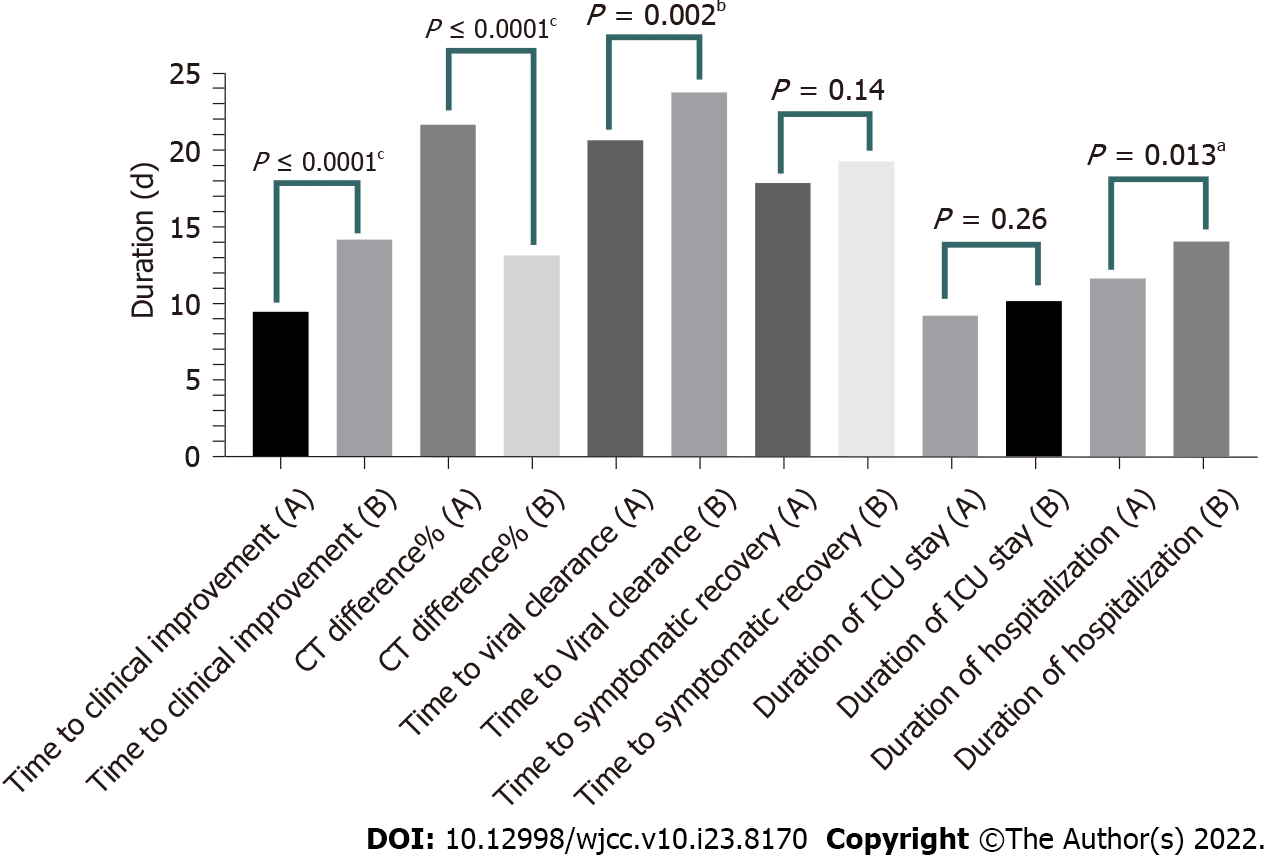 P ≤ 0.0001ᶜ
P = 0.002ᵇ
P = 0.14
P ≤ 0.0001ᶜ
P = 0.013ᵃ
P = 0.26
Duration (d)
25
20
15
10
5
0
Time to clinical improvement (A)
Time to clinical improvement (B)
CT difference% (A)
CT difference% (B)
Time to viral clearance (A)
Time to Viral clearance (B)
Time to symptomatic recovery (A)
Time to symptomatic recovery (B)
Duration of ICU stay (A)
Duration of ICU stay (B)
Duration of hospitalization (A)
Duration of hospitalization (B)
DOI: 10.12998/wjcc.v10.i23.8170 Copyright ©The Author(s) 2022.